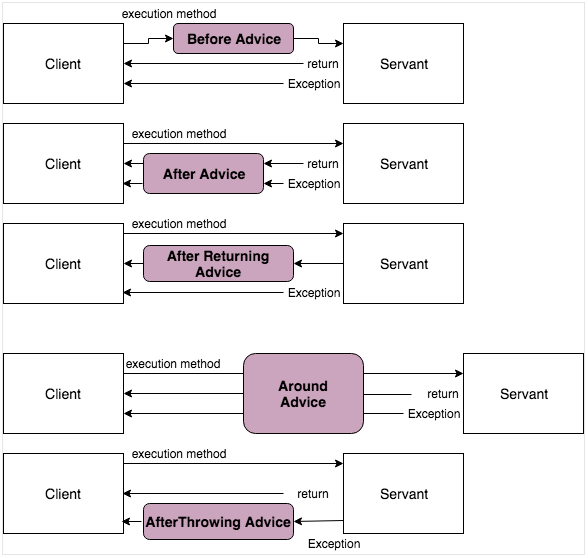 execution method
Before Advice
Client
return
Servant
Exception
execution method
Client
return
After Advice
Servant
Exception
execution method
Client
After Returning
Advice
Servant
Exception
execution method
Client
Around
Advice
return
Servant
Exception
execution method
Client
return
Servant
AfterThrowing Advice
Exception